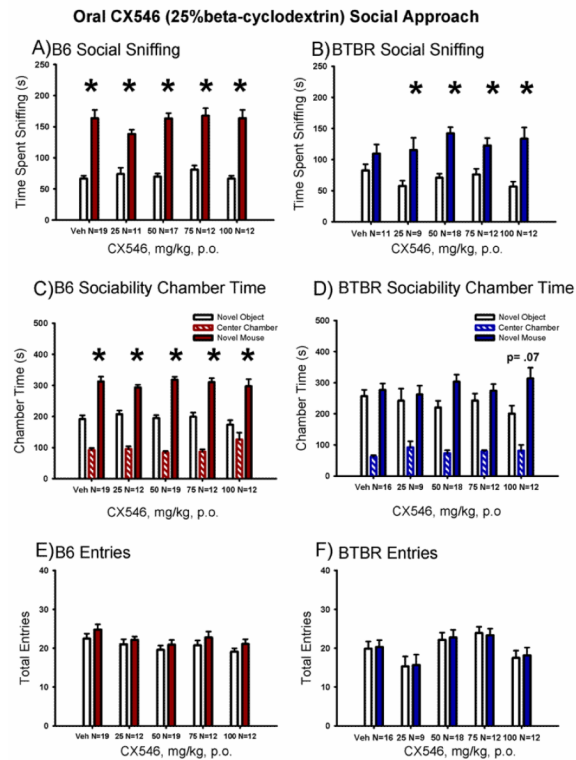 Oral CX546 (25%beta-cyclodextrin) Social Approach
A) B6 Social Sniffing
Time Spent Sniffing (s)
250
200
150
100
50
0
* * * * *
Veh N=19 25 N=11 50 N=17 75 N=12 100 N=12
CX546, mg/kg, p.o.
B) BTBR Social Sniffing
Time Spent Sniffing (s)
250
200
150
100
50
0
* * * *
Veh N=11 25 N=9 50 N=18 75 N=12 100 N=12
CX546, mg/kg, p.o.
C) B6 Sociability Chamber Time
Chamber Time (s)
500
400
300
200
100
0
Novel Object
Center Chamber
Novel Mouse
* * * * *
Veh N=19 25 N=12 50 N=19 75 N=12 100 N=12
CX546, mg/kg, p.o.
D) BTBR Sociability Chamber Time
Chamber Time (s)
500
400
300
200
100
0
Novel Object
Center Chamber
Novel Mouse
p= .07
Veh N=16 25 N=9 50 N=18 75 N=12 100 N=12
CX546, mg/kg, p.o
E) B6 Entries
Total Entries
40
30
20
10
0
Veh N=19 25 N=12 50 N=19 75 N=12 100 N=12
CX546, mg/kg, p.o.
F) BTBR Entries
Total Entries
40
30
20
10
0
Veh N=16 25 N=9 50 N=18 75 N=12 100 N=12
CX546, mg/kg, p.o.